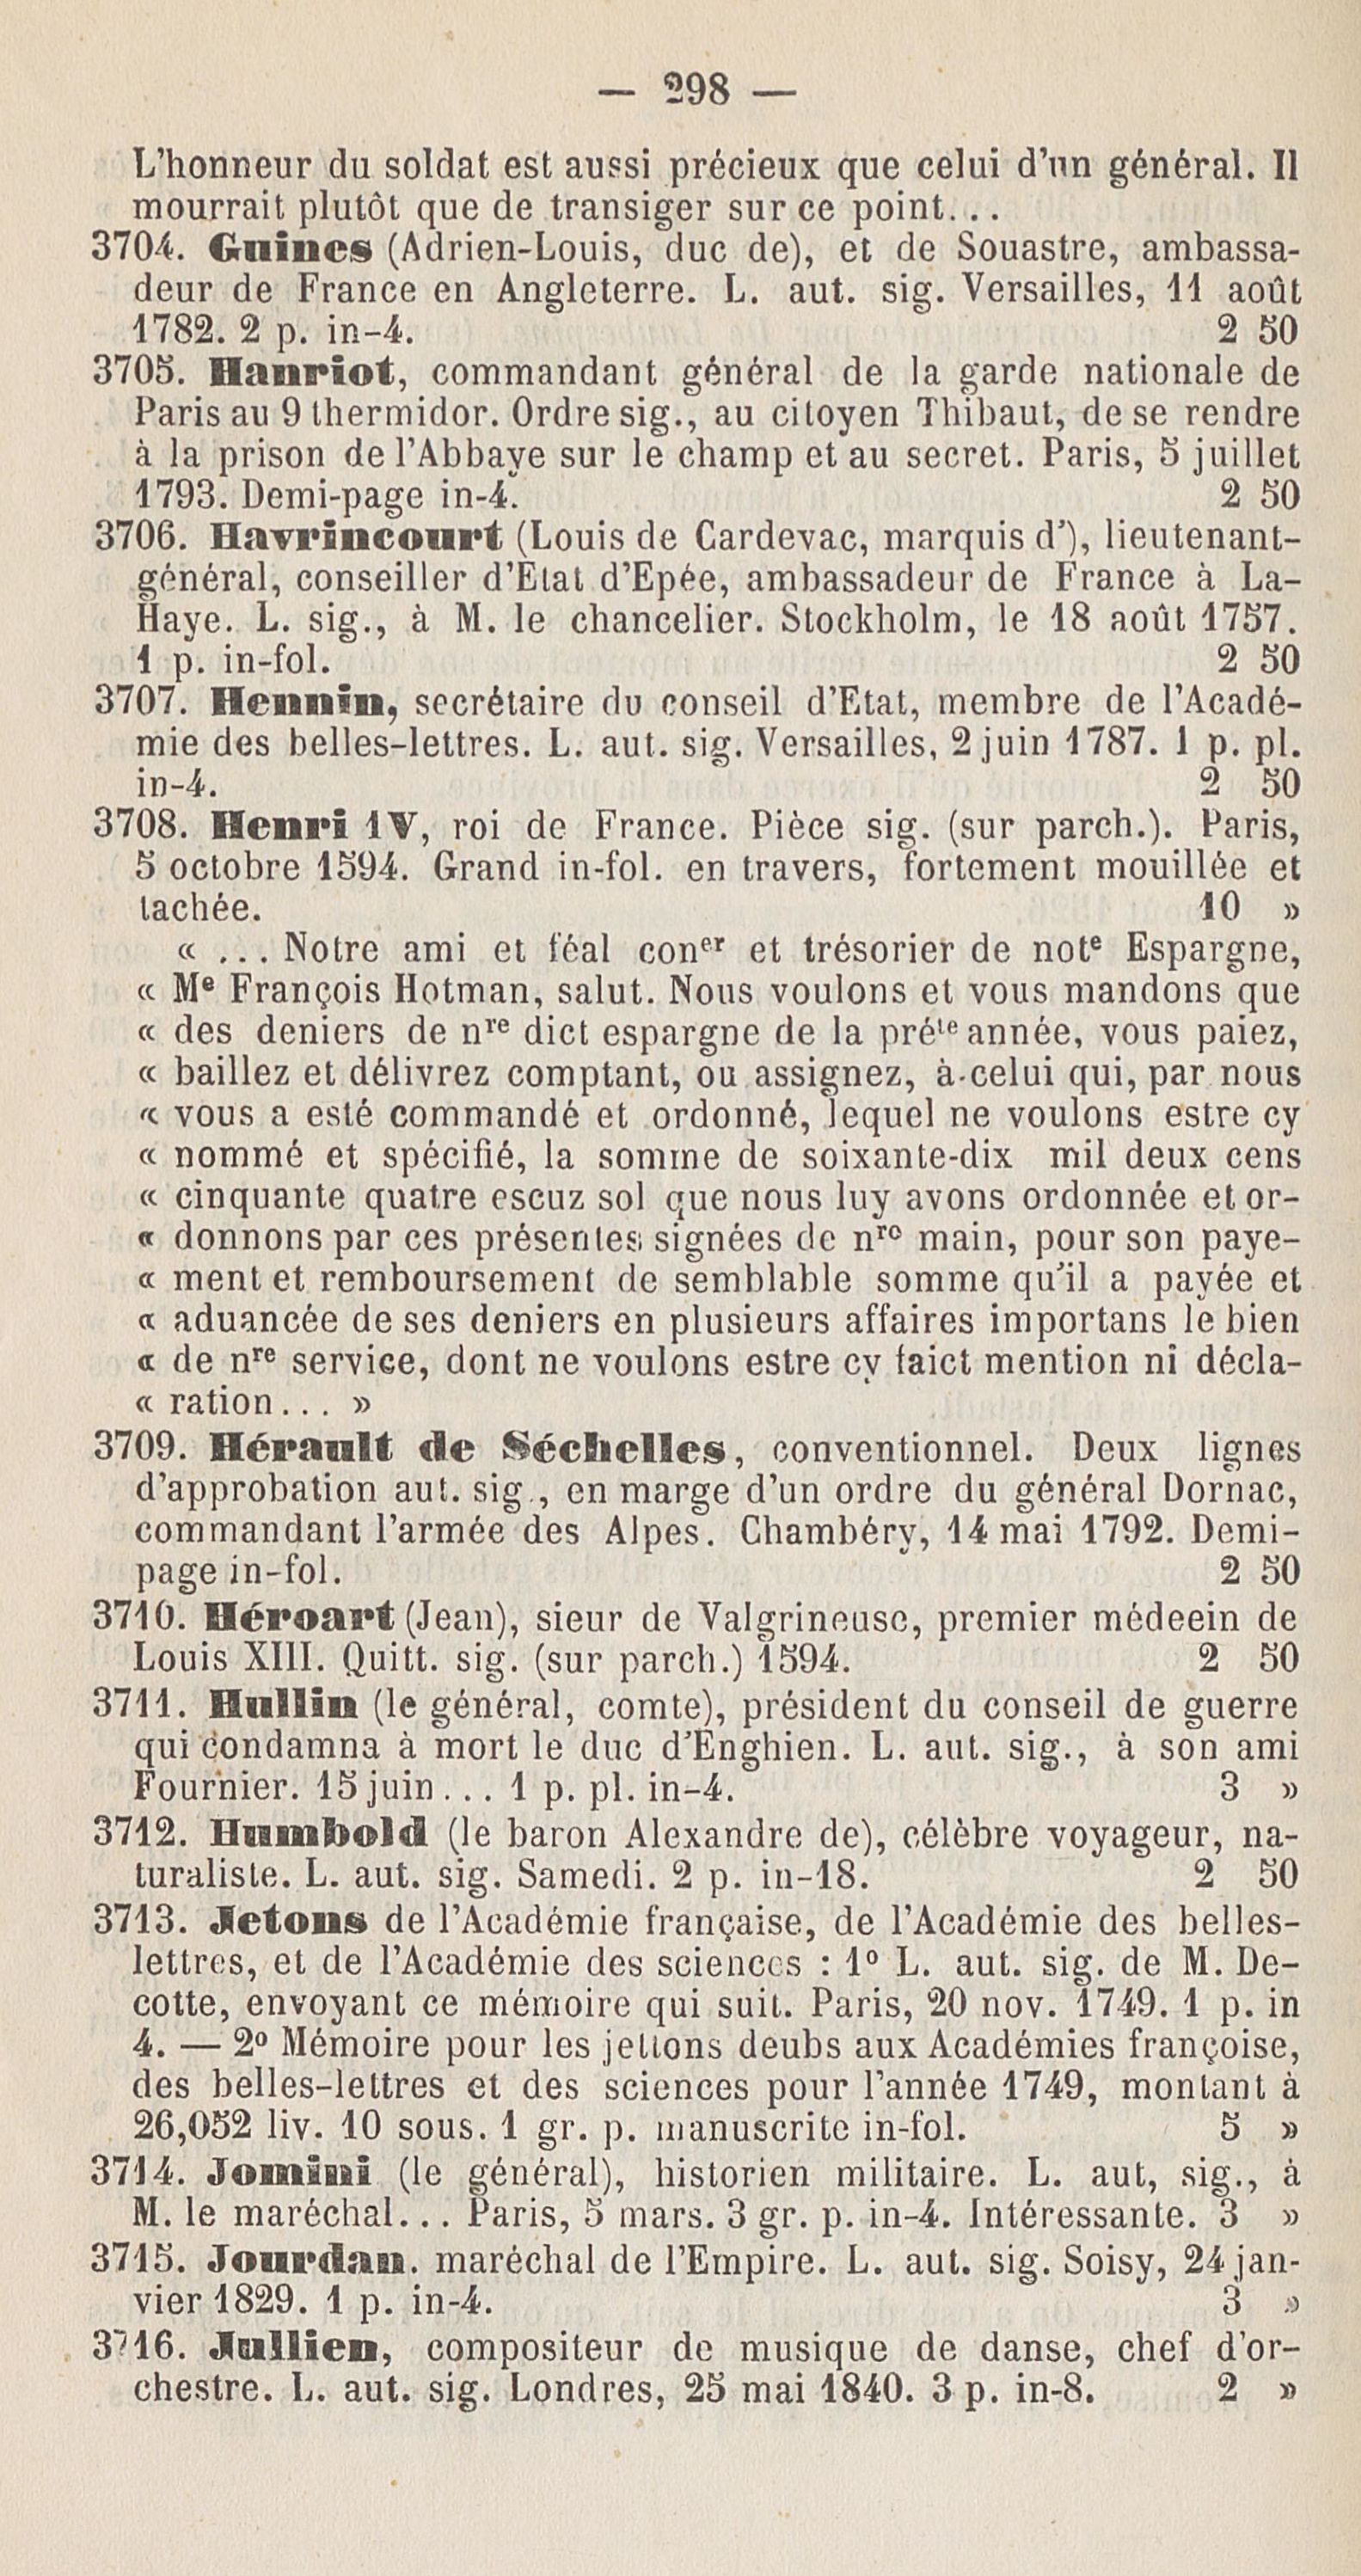 — 298 —
L'honneur du soldat est aussi précieux que celui d'un général. Il
mourrait plutôt que de transiger sur ce point...
3704. Guines (Adrien-Louis, duc de), et de Souastre, ambassa-
deur de France en Angleterre. L. aut. sig. Versailles, 11 août
1782. 2 p. in-4. 2 50
3705. Hanriot, commandant général de la garde nationale de
Paris au 9 thermidor. Ordre sig., au citoyen Thibaut, de se rendre
à la prison de l'Abbaye sur le champ et au secret. Paris, 5 juillet
1793. Demi-page in-4. 2 50
3706. Havrincourt (Louis de Cardevac, marquis d'), lieutenant-
général, conseiller d'Etat d'Epée, ambassadeur de France à La-
Haye. L. sig., à M. le chancelier. Stockholm, le 18 août 1757.
1 p. in-fol. 2 50
3707. Hennin, secrétaire du conseil d'Etat, membre de l'Acadé-
mie des belles-lettres. L. aut. sig. Versailles, 2 juin 1787. 1 p. pl.
in-4. 2 50
3708. Henri IV, roi de France. Pièce sig. (sur parch.). Paris,
5 octobre 1594. Grand in-fol. en travers, fortement mouillée et
tachée. 10 »
« ... Notre ami et féal coner et trésorier de note Espargne,
« Me François Hotman, salut. Nous voulons et vous mandons que
« des deniers de nre dict espargne de la préte année, vous paiez,
« baillez et délivrez comptant, ou assignez, à celui qui, par nous
« vous a esté commandé et ordonné, lequel ne voulons estre cy
« nommé et spécifié, la somme de soixante-dix mil deux cens
« cinquante quatre escuz sol que nous luy avons ordonnée et or-
« donnons par ces présentes signées de nre main, pour son paye-
« ment et remboursement de semblable somme qu'il a payée et
« aduancée de ses deniers en plusieurs affaires importans le bien
« de nre service, dont ne voulons estre cy faict mention ni décla-
« ration... »
3709. Hérault de Séchelles, conventionnel. Deux lignes
d'approbation aut. sig., en marge d'un ordre du général Dornac,
commandant l'armée des Alpes. Chambéry, 14 mai 1792. Demi-
page in-fol. 2 50
3710. Héroart (Jean), sieur de Valgrineuse, premier médecin de
Louis XIII. Quitt. sig. (sur parch.) 1594. 2 50
3711. Hullin (le général, comte), président du conseil de guerre
qui condamna à mort le duc d'Enghien. L. aut. sig., à son ami
Fournier. 15 juin... 1 p. pl. in-4. 3 »
3712. Humbold (le baron Alexandre de), célèbre voyageur, na-
turaliste. L. aut. sig. Samedi. 2 p. in-18. 2 50
3713. Jetons de l'Académie française, de l'Académie des belles-
lettres, et de l'Académie des sciences : 1º L. aut. sig. de M. De-
cotte, envoyant ce mémoire qui suit. Paris, 20 nov. 1749. 1 p. in
4. — 2º Mémoire pour les jettons deubs aux Académies françoise,
des belles-lettres et des sciences pour l'année 1749, montant à
26,052 liv. 10 sous. 1 gr. p. manuscrite in-fol. 5 »
3714. Jomini (le général), historien militaire. L. aut, sig., à
M. le maréchal... Paris, 5 mars. 3 gr. p. in-4. Intéressante. 3 »
3715. Jourdan. maréchal de l'Empire. L. aut. sig. Soisy, 24 jan-
vier 1829. 1 p. in-4. 3 »
3716. Jullien, compositeur de musique de danse, chef d'or-
chestre. L. aut. sig. Londres, 25 mai 1840. 3 p. in-8. 2 »